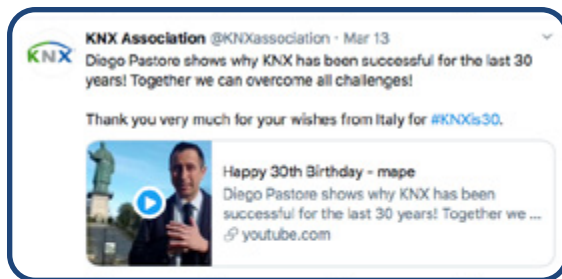 KNX
KNX Association @KNXassociation · Mar 13
Diego Pastore shows why KNX has been successful for the last 30
years! Together we can overcome all challenges!
Thank you very much for your wishes from Italy for #KNXis30.
Happy 30th Birthday - mape
Diego Pastore shows why KNX has been
successful for the last 30 years! Together we ...
youtube.com